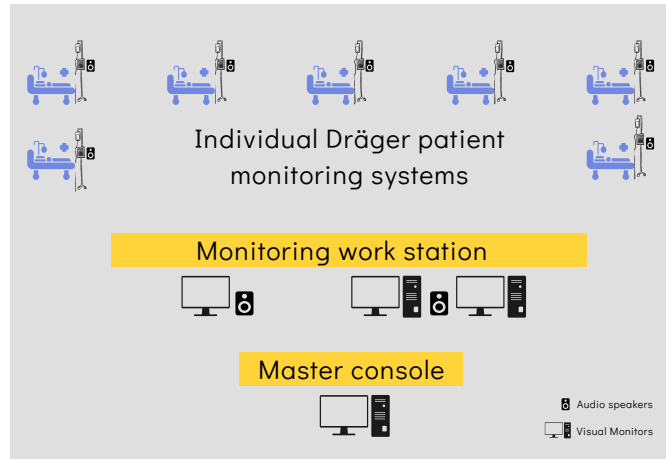 Individual Dräger patient
monitoring systems
Monitoring work station
Master console
Audio speakers
Visual Monitors